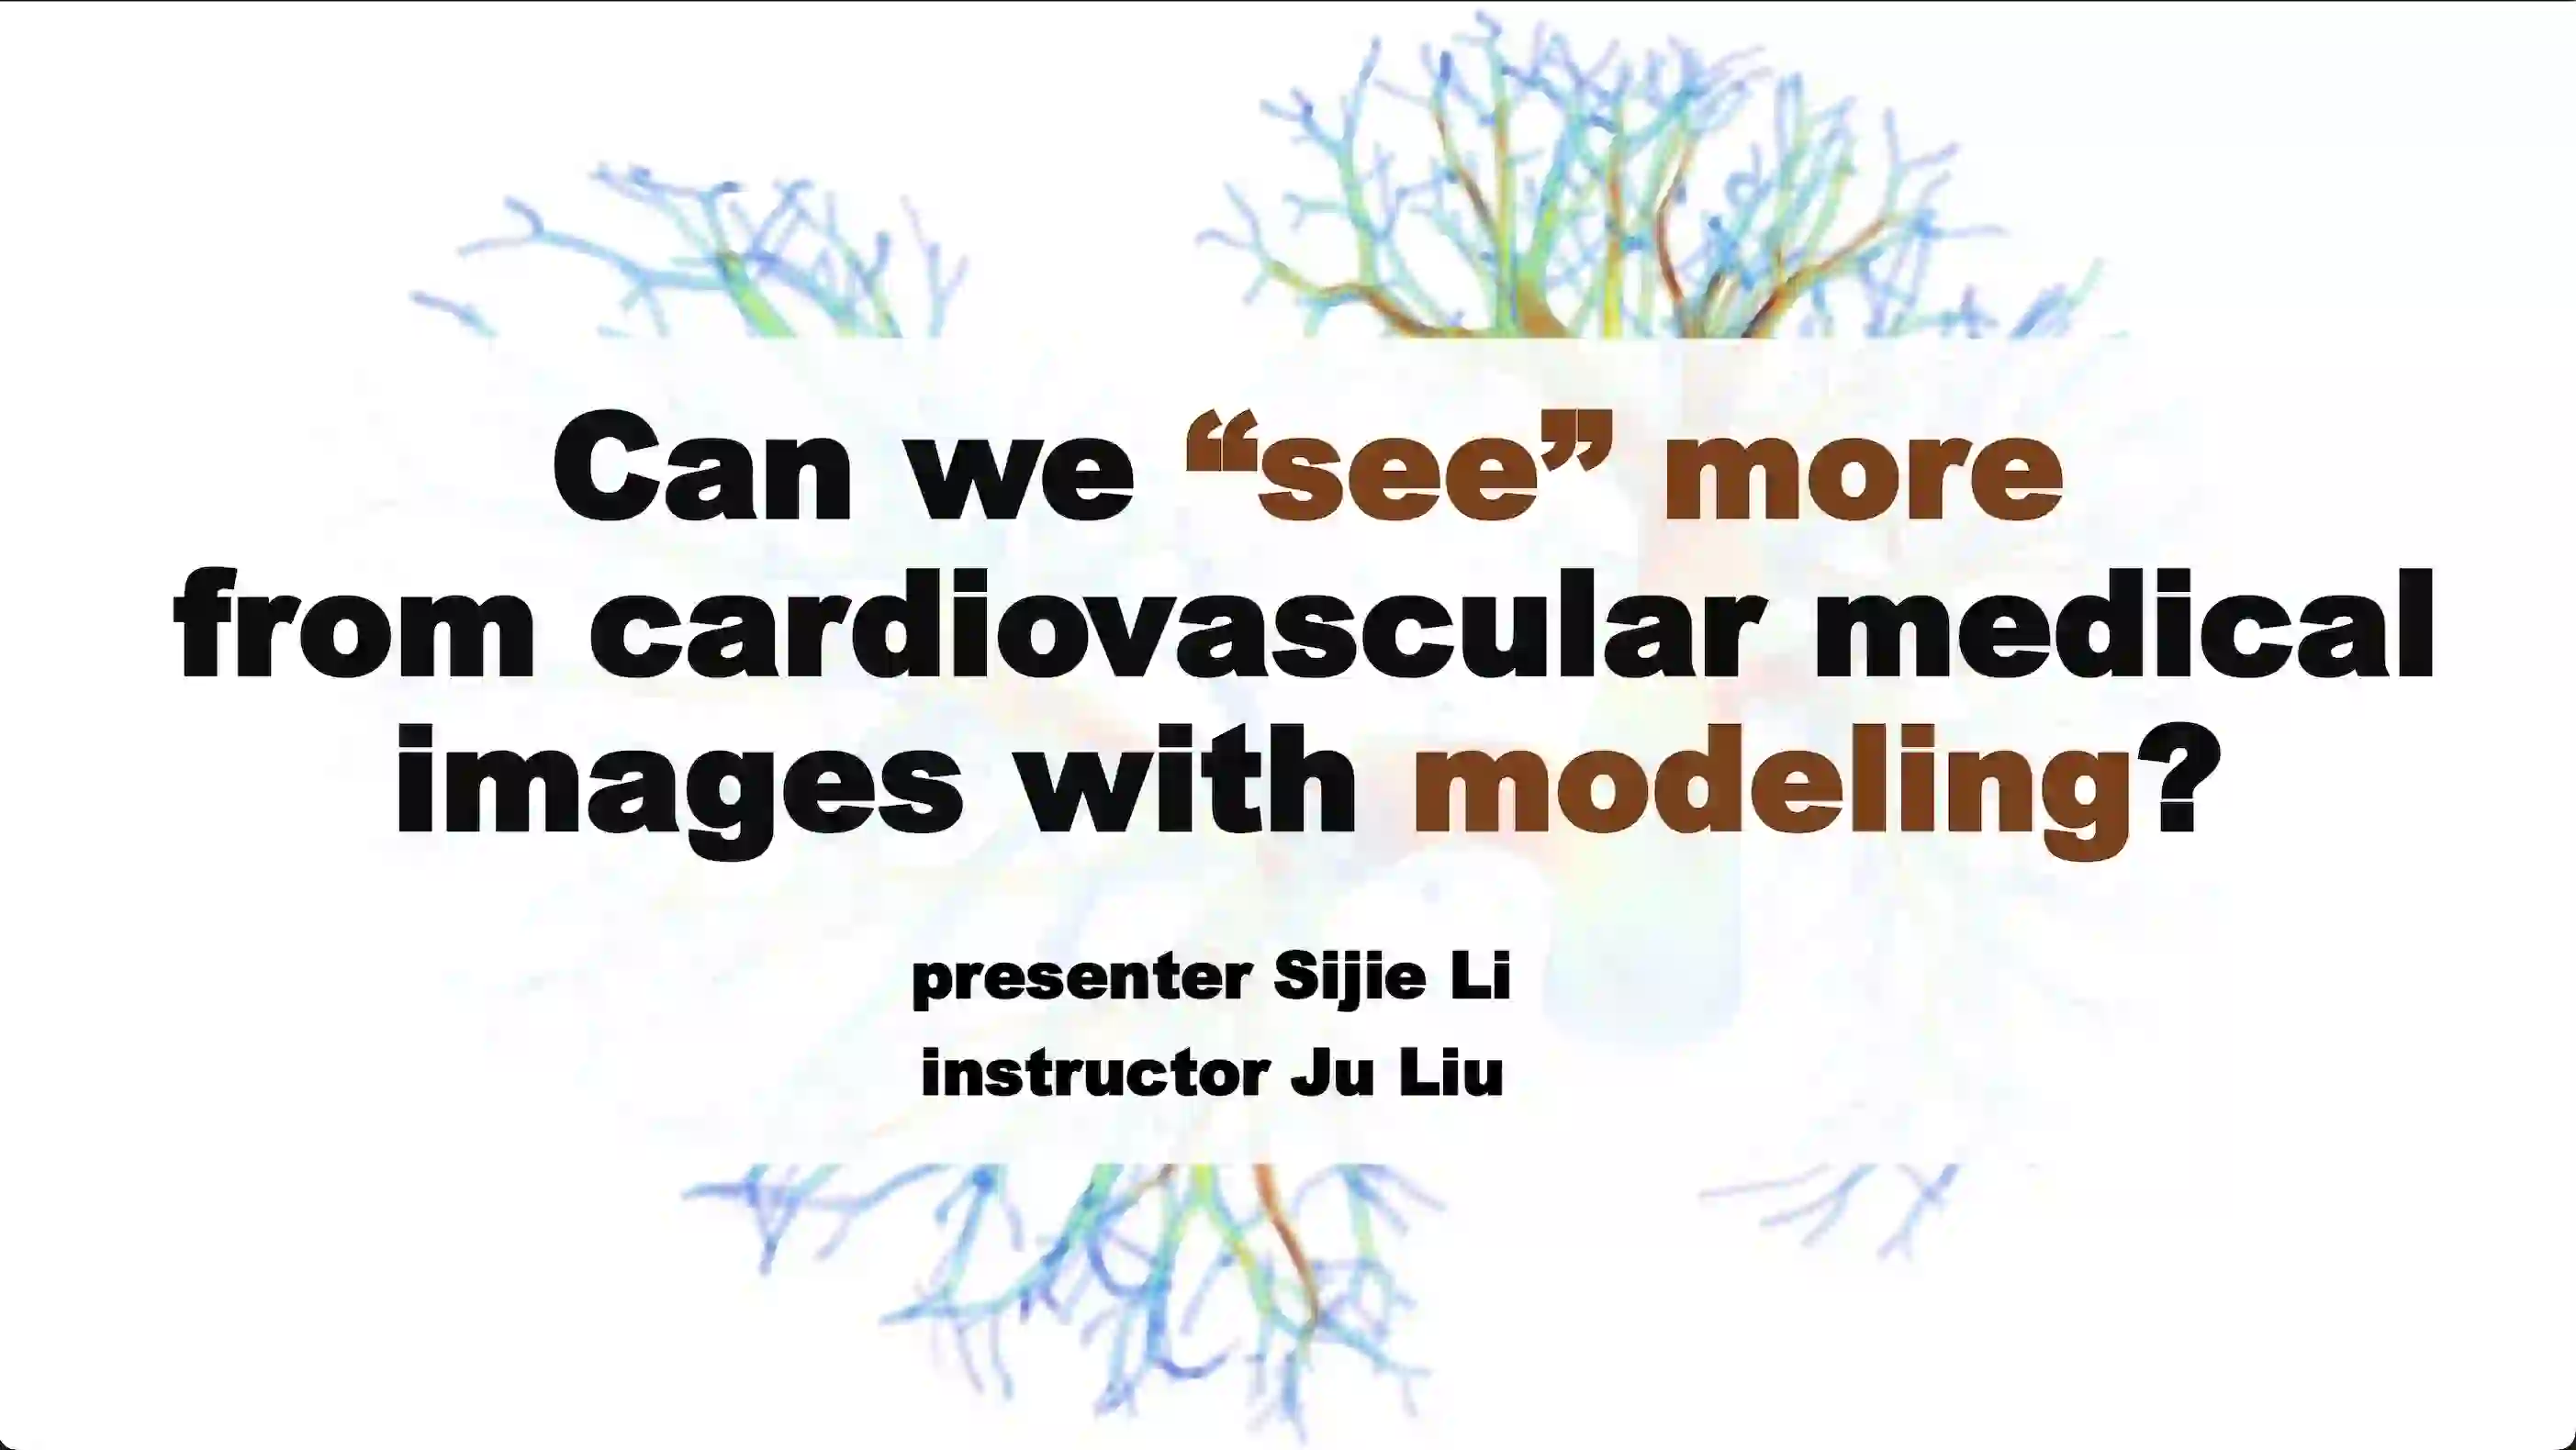 Can we “see” more
from cardiovascular medical
images with modeling?
presenter Sijie Li
instructor Ju Liu